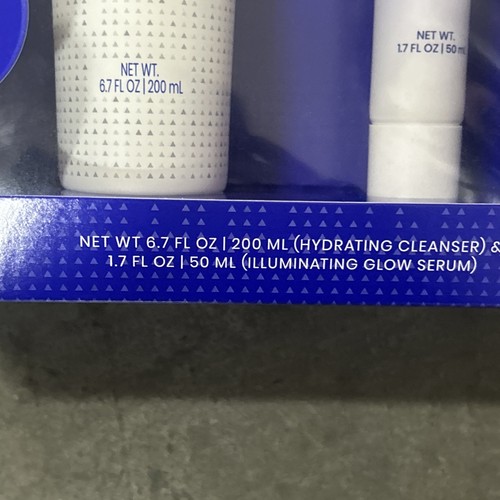 NET WT.
6.7 FL OZ | 200 mL
NET WT.
1.7 FL OZ | 50 mL
NET WT 6.7 FL OZ | 200 ML (HYDRATING CLEANSER) &
1.7 FL OZ | 50 ML (ILLUMINATING GLOW SERUM)